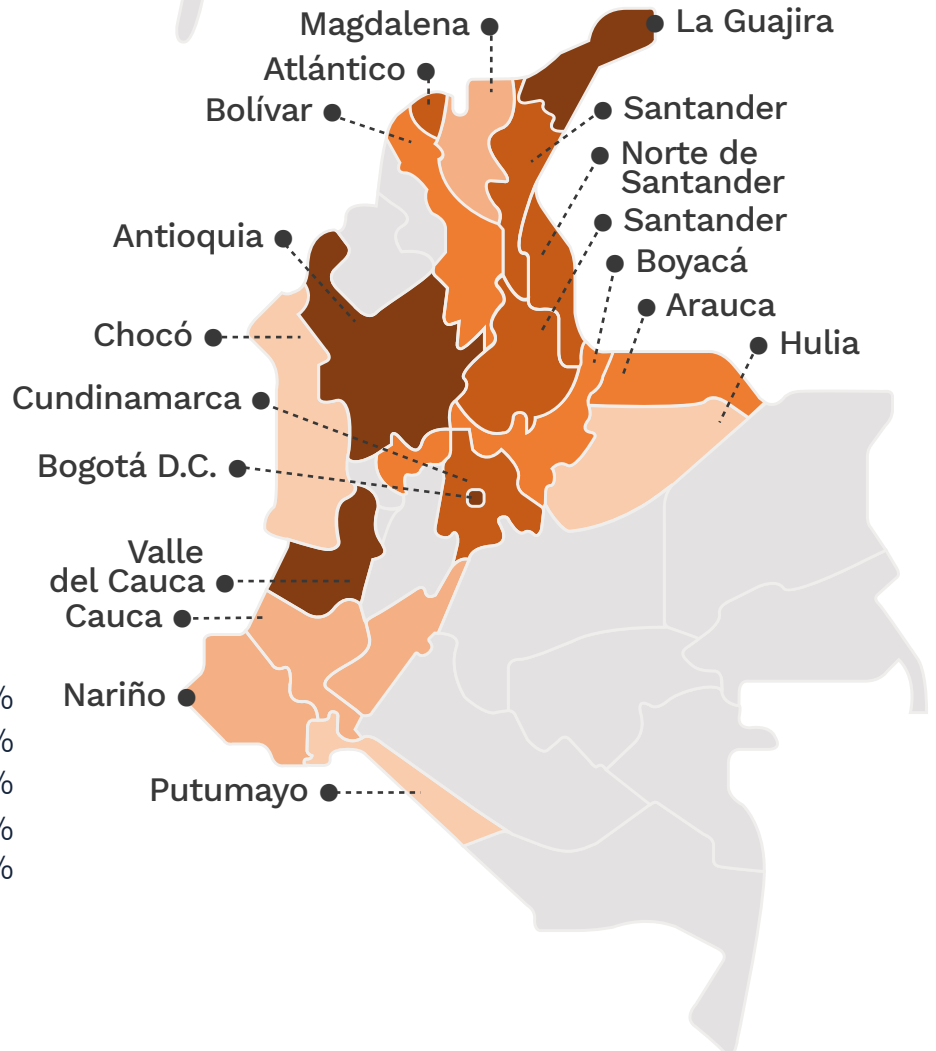 Magdalena
La Guajira
Atlántico
Bolívar
Santander
Norte de
Santander
Santander
Antioquia
Boyacá
Arauca
Chocó
Hulia
Cundinamarca
Bogotá D.C.
Valle
del Cauca
Cauca
Nariño
%
%
%
%
%
Putumayo